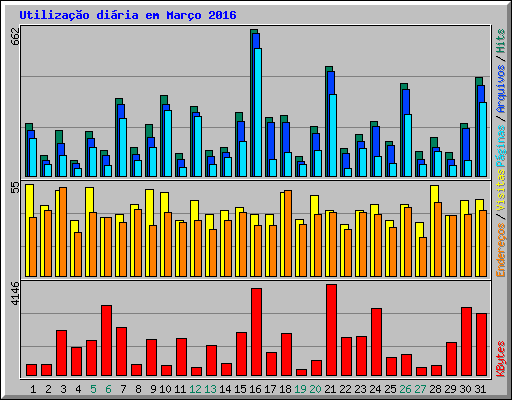 Utilização diária em Março 2016
662
55
4146
Endereços / Visitas Páginas / Arquivos / Hits
KBytes
1 2 3 4 5 6 7 8 9 10 11 12 13 14 15 16 17 18 19 20 21 22 23 24 25 26 27 28 29 30 31